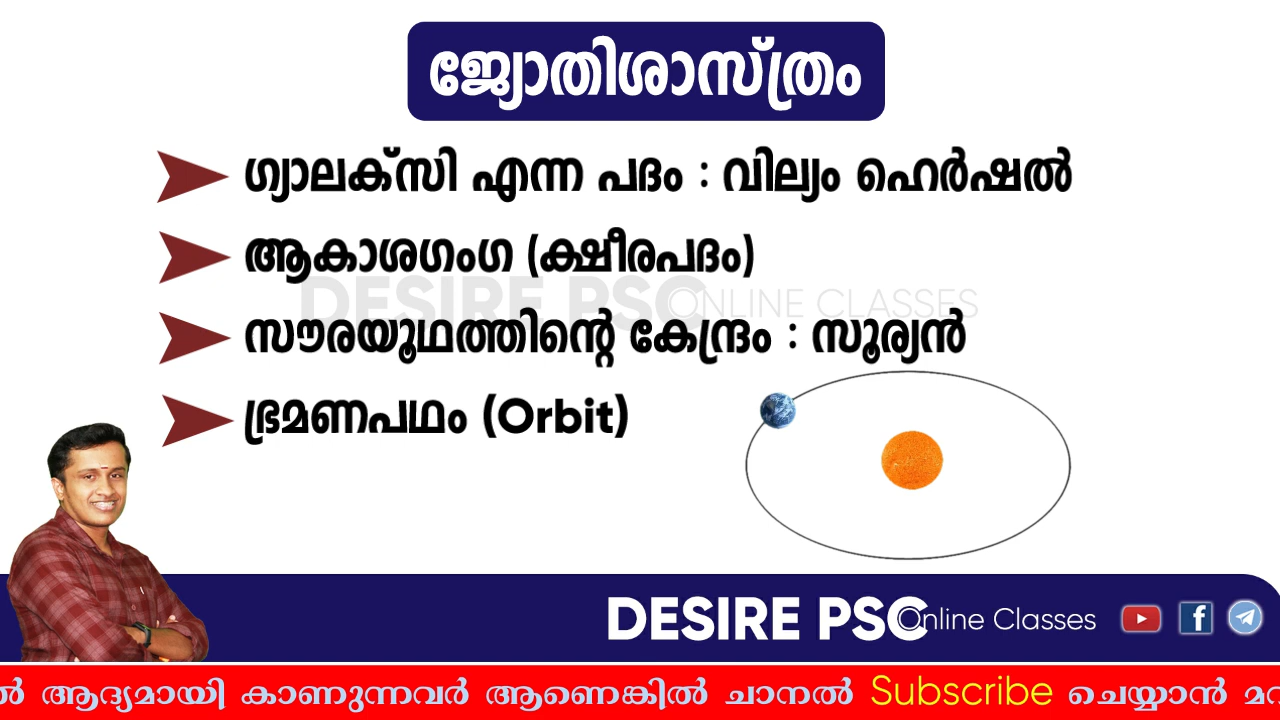 ജ്യോതിശാസ്ത്രം
ഗ്യാലക്സി എന്ന പദം : വില്യം ഹെർഷൽ
ആകാശഗംഗ (ക്ഷീരപദം)
DESIRE PSC ONLINE CLASSES
സൗരയൂഥത്തിന്റെ കേന്ദ്രം : സൂര്യൻ
ഭ്രമണപഥം (Orbit)
DESIRE PSC Online Classes
ആദ്യമായി കാണുന്നവർ ആണെങ്കിൽ ചാനൽ Subscribe ചെയ്യാൻ